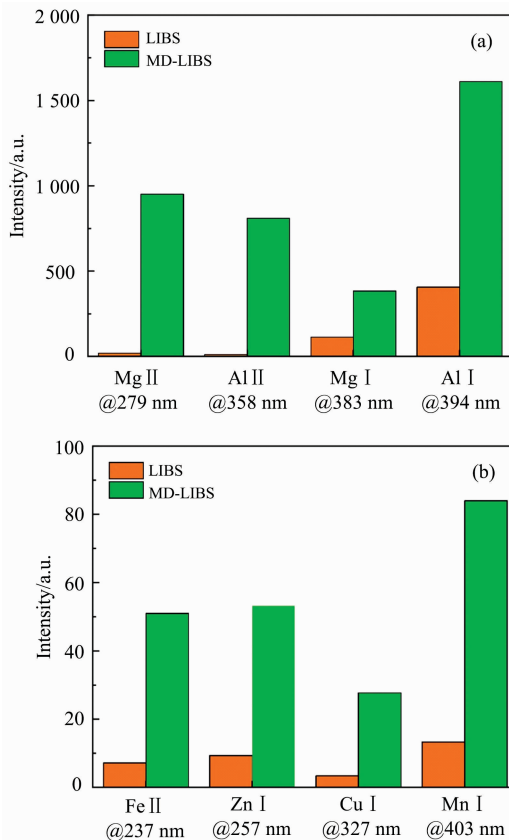 2 000
LIBS
(a)
MD-LIBS
1 500
Intensity/a.u.
1 000
500
0
Mg Ⅱ Al Ⅱ Mg Ⅰ Al Ⅰ
@279 nm @358 nm @383 nm @394 nm
100
LIBS
(b)
MD-LIBS
80
60
Intensity/a.u.
40
20
0
Fe Ⅱ Zn Ⅰ Cu Ⅰ Mn Ⅰ
@237 nm @257 nm @327 nm @403 nm